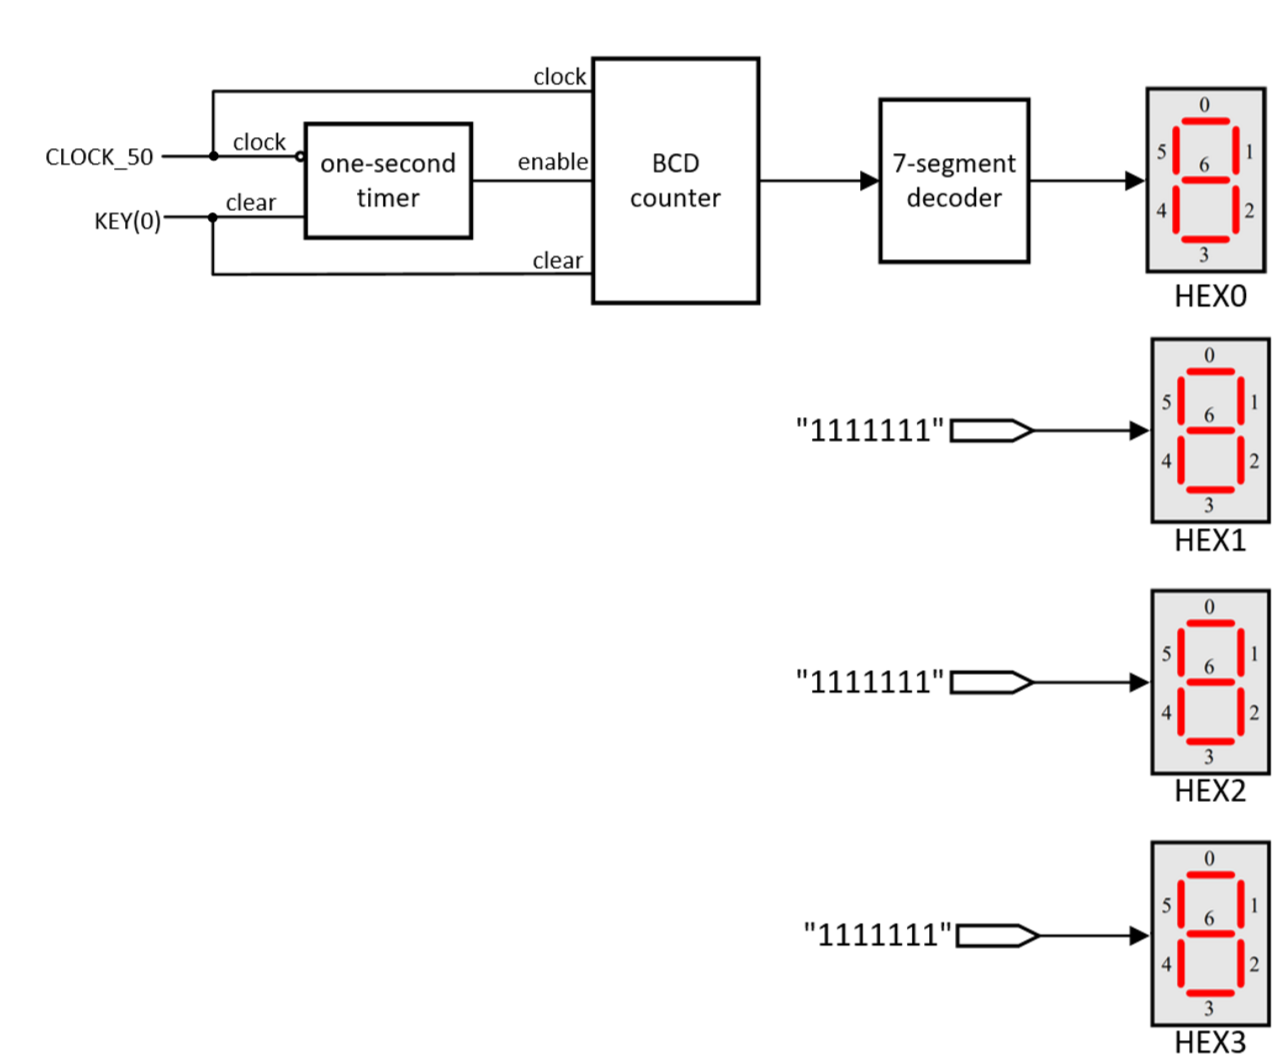 clock
CLOCK_50
clock
one-second
timer
enable
BCD
counter
7-segment
decoder
KEY(0)
clear
clear
0
5
1
6
4
2
3
HEX0
"1111111"
0
5
1
6
4
2
3
HEX1
"1111111"
0
5
1
6
4
2
3
HEX2
"1111111"
0
5
1
6
4
2
3
HEX3